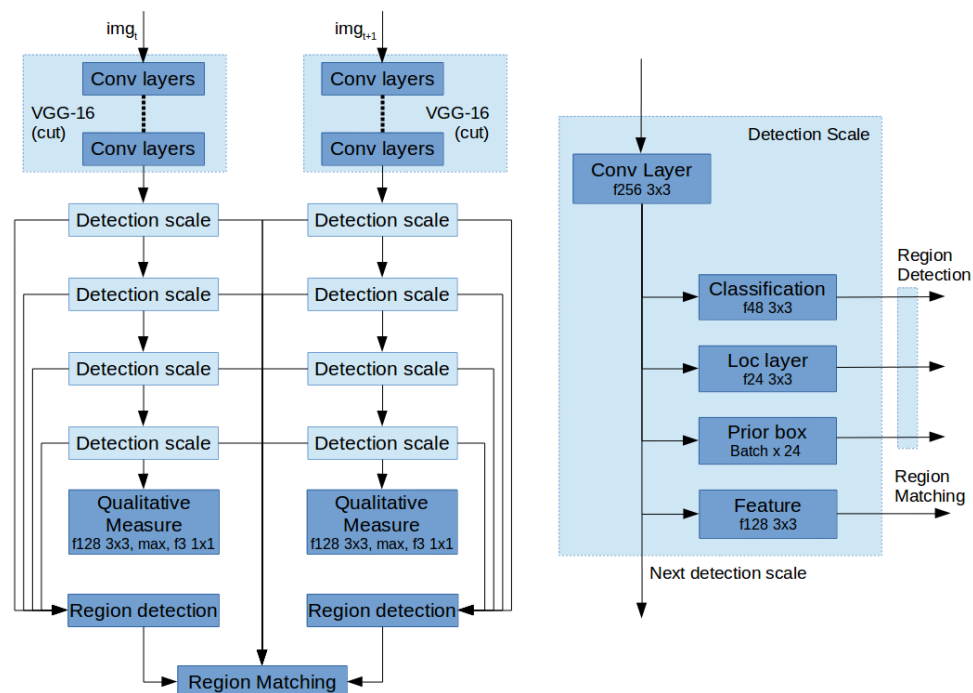 img_t
img_t+1
VGG-16
(cut)
Conv layers
Conv layers
Conv layers
Conv layers
VGG-16
(cut)
Detection scale
Detection scale
Detection scale
Detection scale
Detection scale
Detection scale
Detection scale
Detection scale
Qualitative
Measure
f128 3x3, max, f3 1x1
Qualitative
Measure
f128 3x3, max, f3 1x1
Region detection
Region detection
Region Matching
Detection Scale
Conv Layer
f256 3x3
Region
Detection
Classification
f48 3x3
Loc layer
f24 3x3
Prior box
Batch x 24
Region
Matching
Feature
f128 3x3
Next detection scale